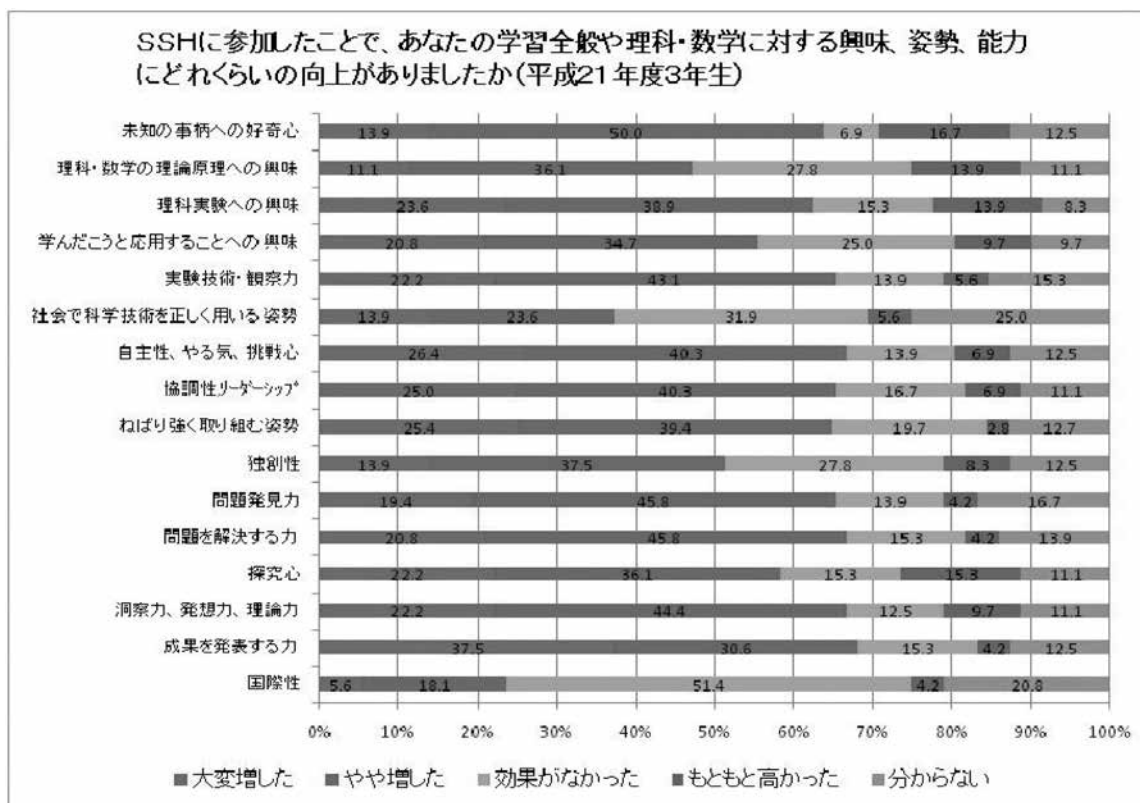 SSHに参加したことで、あなたの学習全般や理科・数学に対する興味、姿勢、能力
にどれくらいの向上がありましたか(平成21年度3年生)
未知の事柄への好奇心 13.9 50.0 6.9 16.7 12.5
理科・数学の理論原理への興味 11.1 36.1 27.8 13.9 11.1
理科実験への興味 23.6 38.9 15.3 13.9 8.3
学んだこうと応用することへの興味 20.8 34.7 25.0 9.7 9.7
実験技術・観察力 22.2 43.1 13.9 5.6 15.3
社会で科学技術を正しく用いる姿勢 13.9 23.6 31.9 5.6 25.0
自主性、やる気、挑戦心 26.4 40.3 13.9 6.9 12.5
協調性リーダーシップ 25.0 40.3 16.7 6.9 11.1
ねばり強く取り組む姿勢 25.4 39.4 19.7 2.8 12.7
独創性 13.9 37.5 27.8 8.3 12.5
問題発見力 19.4 45.8 13.9 4.2 16.7
問題を解決する力 20.8 45.8 15.3 4.2 13.9
探究心 22.2 36.1 15.3 15.3 11.1
洞察力、発想力、理論力 22.2 44.4 12.5 9.7 11.1
成果を発表する力 37.5 30.6 15.3 4.2 12.5
国際性 5.6 18.1 51.4 4.2 20.8
0% 10% 20% 30% 40% 50% 60% 70% 80% 90% 100%
■大変増した ■やや増した ■効果がなかった ■もともと高かった ■分からない